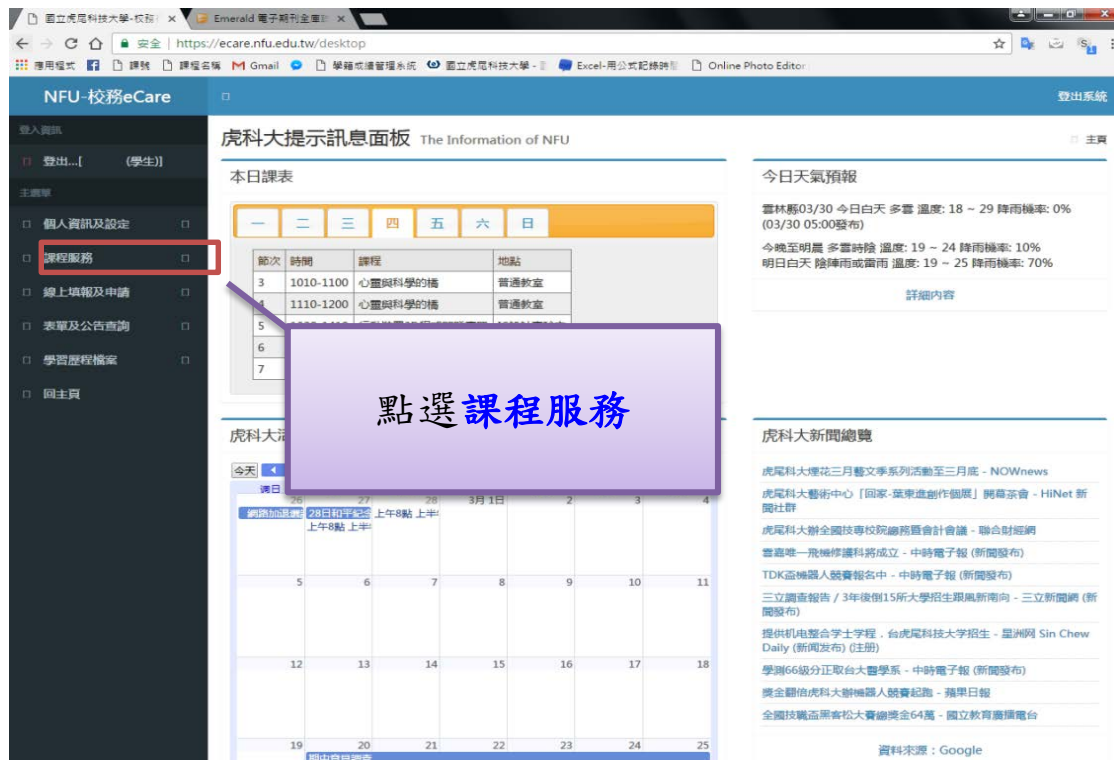 國立虎尾科技大學-校務
Emerald 電子期刊全庫
安全 | https://ecare.nfu.edu.tw/desktop
應用程式 課號 課程名稱 Gmail 學籍成績管理系统 國立虎尾科技大學 - Excel-用公式記錄時 Online Photo Editor
NFU-校務eCare
登出系統
登入資訊
登出...[ (學生)]
主選單
個人資訊及設定
課程服務
線上填報及申請
表單及公告查詢
學習歷程檔案
回主頁
虎科大提示訊息面板 The Information of NFU
主頁
本日課表
一 二 三 四 五 六 日
節次 時間 課程 地點
3 1010-1100 心靈與科學的橋 普通教室
4 1110-1200 心靈與科學的橋 普通教室
5
6
7
點選課程服務
今日天氣預報
雲林縣03/30 今日白天 多雲 溫度: 18 ~ 29 降雨機率: 0%
(03/30 05:00發布)
今晚至明晨 多雲時陰 溫度: 19 ~ 24 降雨機率: 10%
明日白天 陰陣雨或雷雨 溫度: 19 ~ 25 降雨機率: 70%
詳細內容
虎科大
今天
週日
26 27 28 3月 1日 2 3 4
網路加退選 28日和平紀念 上午8點 上半
上午8點 上半
5 6 7 8 9 10 11
12 13 14 15 16 17 18
19 20 21 22 23 24 25
虎科大新聞總覽
虎尾科大煙花三月藝文季系列活動至三月底 - NOWnews
虎尾科大藝術中心「回家-葉東進創作個展」開幕茶會 - HiNet 新
聞社群
虎尾科大辦全國技專校院總務暨會計會議 - 聯合財經網
雲嘉唯一飛機修護科將成立 - 中時電子報 (新聞發布)
TDK盃機器人競賽報名中 - 中時電子報 (新聞發布)
三立調查報告 / 3年後倒15所大學招生跟風新南向 - 三立新聞網 (新
聞發布)
提供机电整合学士学程．台虎尾科技大学招生 - 星洲网 Sin Chew
Daily (新闻发布) (注册)
學測66級分正取台大醫學系 - 中時電子報 (新聞發布)
獎金翻倍虎科大辦機器人競賽起跑 - 蘋果日報
全國技職盃黑客松大賽總獎金64萬 - 國立教育廣播電台
資料來源：Google